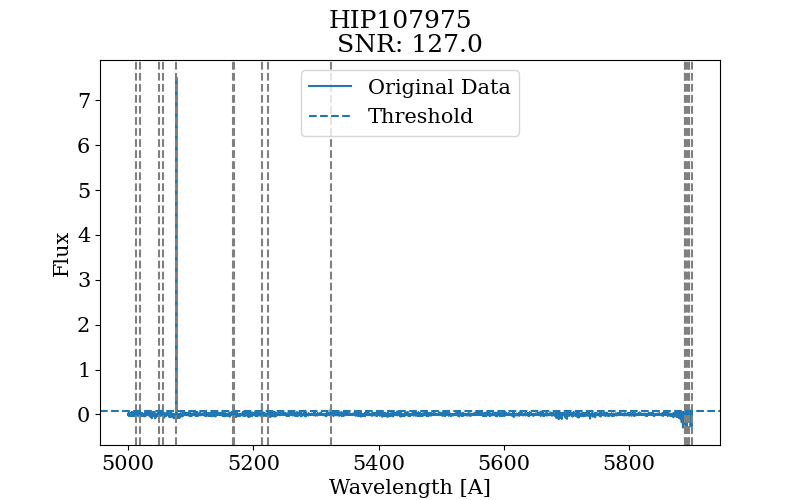 HIP107975
SNR: 127.0
Original Data
Threshold
Flux
7
6
5
4
3
2
1
0
5000 5200 5400 5600 5800
Wavelength [A]